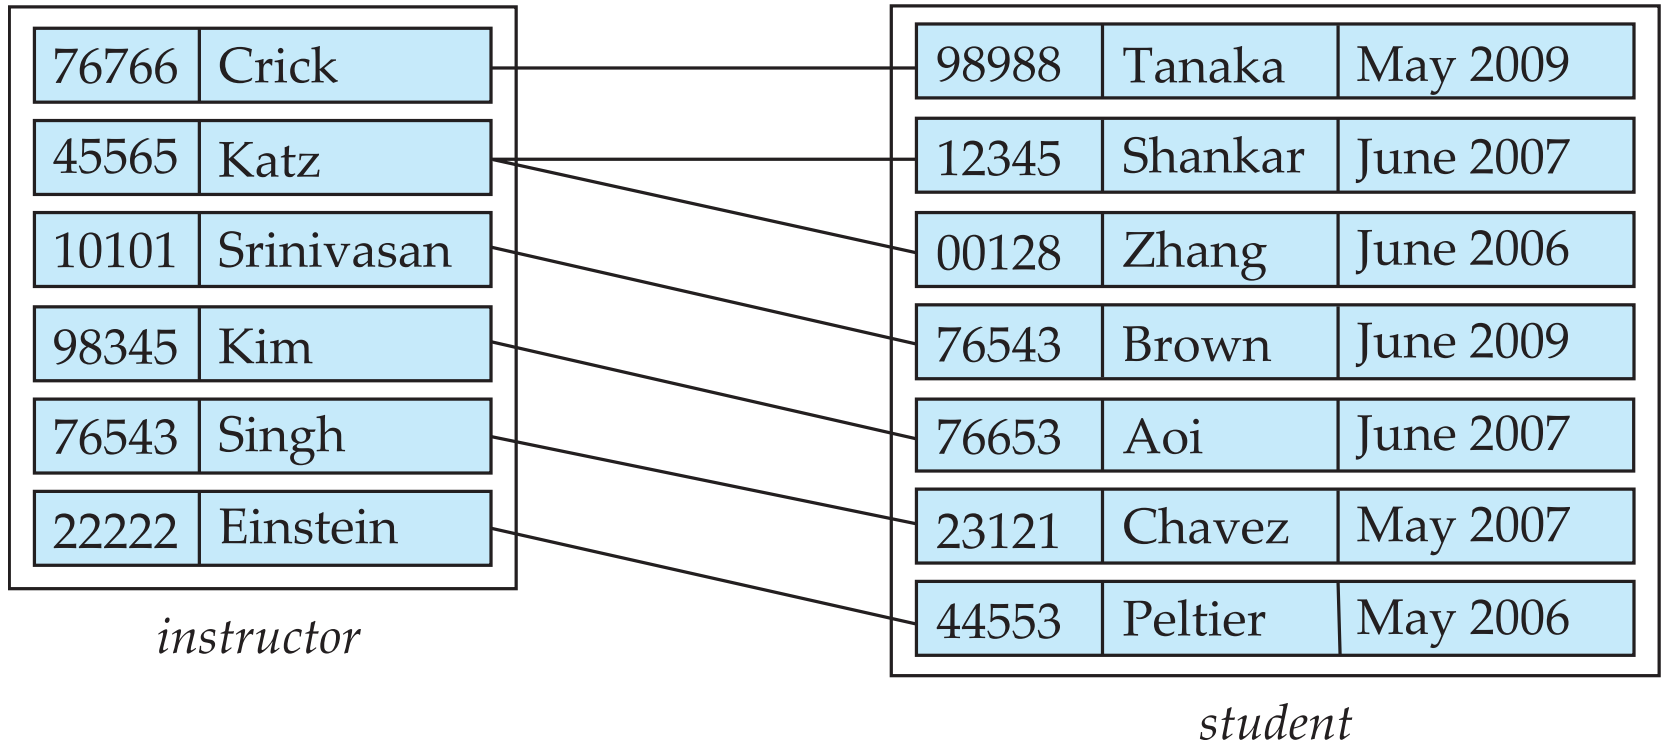 76766 Crick
45565 Katz
10101 Srinivasan
98345 Kim
76543 Singh
22222 Einstein
instructor
98988 Tanaka May 2009
12345 Shankar June 2007
00128 Zhang June 2006
76543 Brown June 2009
76653 Aoi June 2007
23121 Chavez May 2007
44553 Peltier May 2006
student